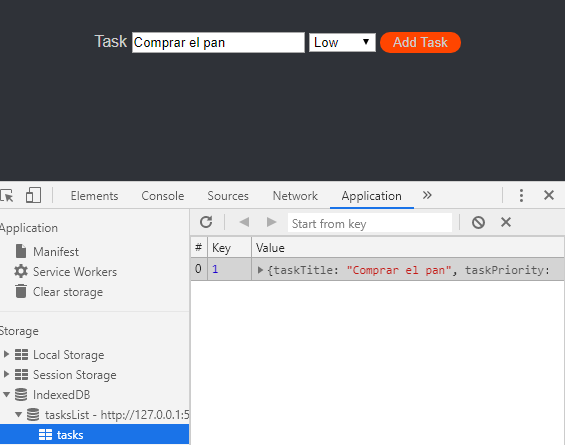 Task Comprar el pan Low Add Task
Elements Console Sources Network Application »
Application
Manifest
Service Workers
Clear storage
Storage
Local Storage
Session Storage
IndexedDB
tasksList - http://127.0.0.1:5
tasks
Start from key
# Key Value
0 1 {taskTitle: "Comprar el pan", taskPriority: